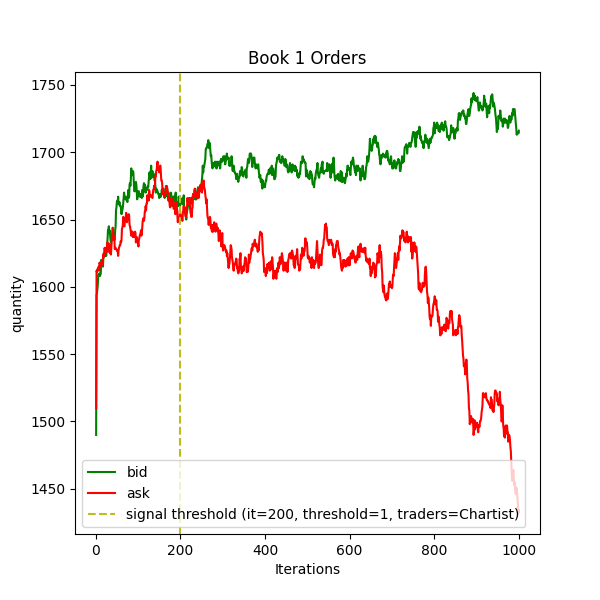 Book 1 Orders
quantity
1750
1700
1650
1600
1550
1500
1450
bid
ask
signal threshold (it=200, threshold=1, traders=Chartist)
0 200 400 600 800 1000
Iterations